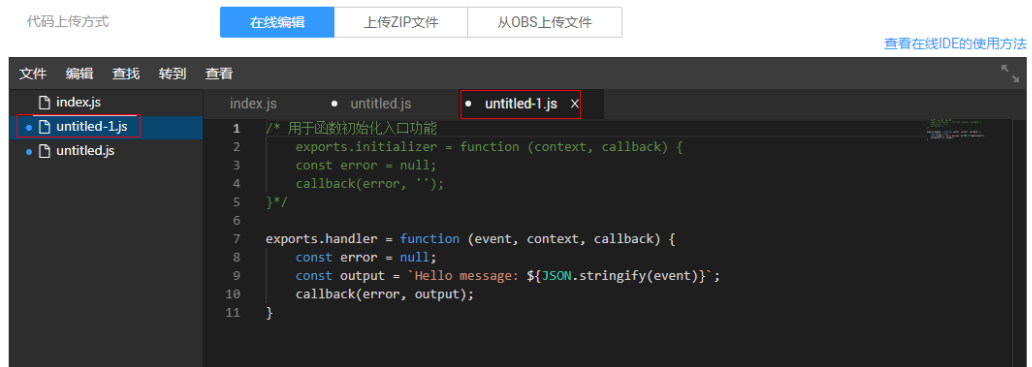 代码上传方式 在线编辑 上传ZIP文件 从OBS上传文件
查看在线IDE的使用方法
文件 编辑 查找 转到 查看
index.js
untitled-1.js
untitled.js
index.js ● untitled.js ● untitled-1.js X
1 /* 用于函数初始化入口功能
2     exports.initializer = function (context, callback) {
3     const error = null;
4     callback(error, '');
5 }*/
6
7 exports.handler = function (event, context, callback) {
8     const error = null;
9     const output = `Hello message: ${JSON.stringify(event)}`;
10     callback(error, output);
11 }